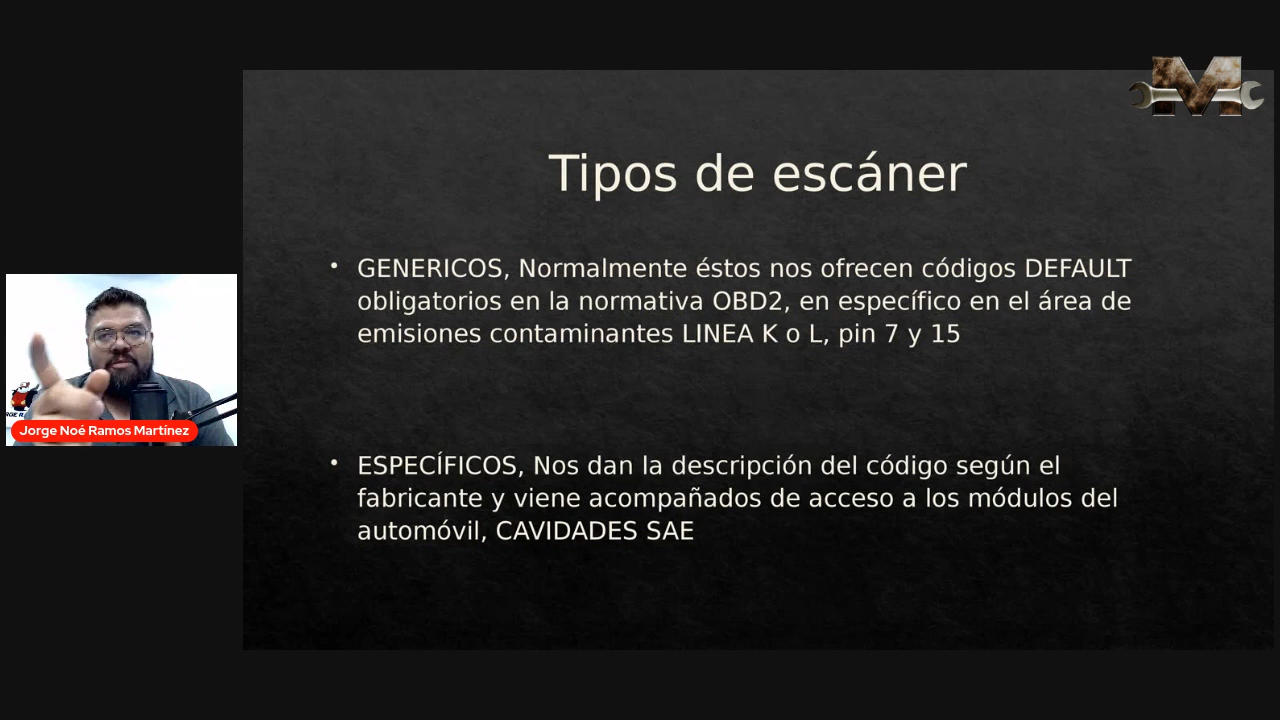 Tipos de escáner
• GENERICOS, Normalmente éstos nos ofrecen códigos DEFAULT
obligatorios en la normativa OBD2, en específico en el área de
emisiones contaminantes LINEA K o L, pin 7 y 15
• ESPECÍFICOS, Nos dan la descripción del código según el
fabricante y viene acompañados de acceso a los módulos del
automóvil, CAVIDADES SAE
Jorge Noé Ramos Martínez
M